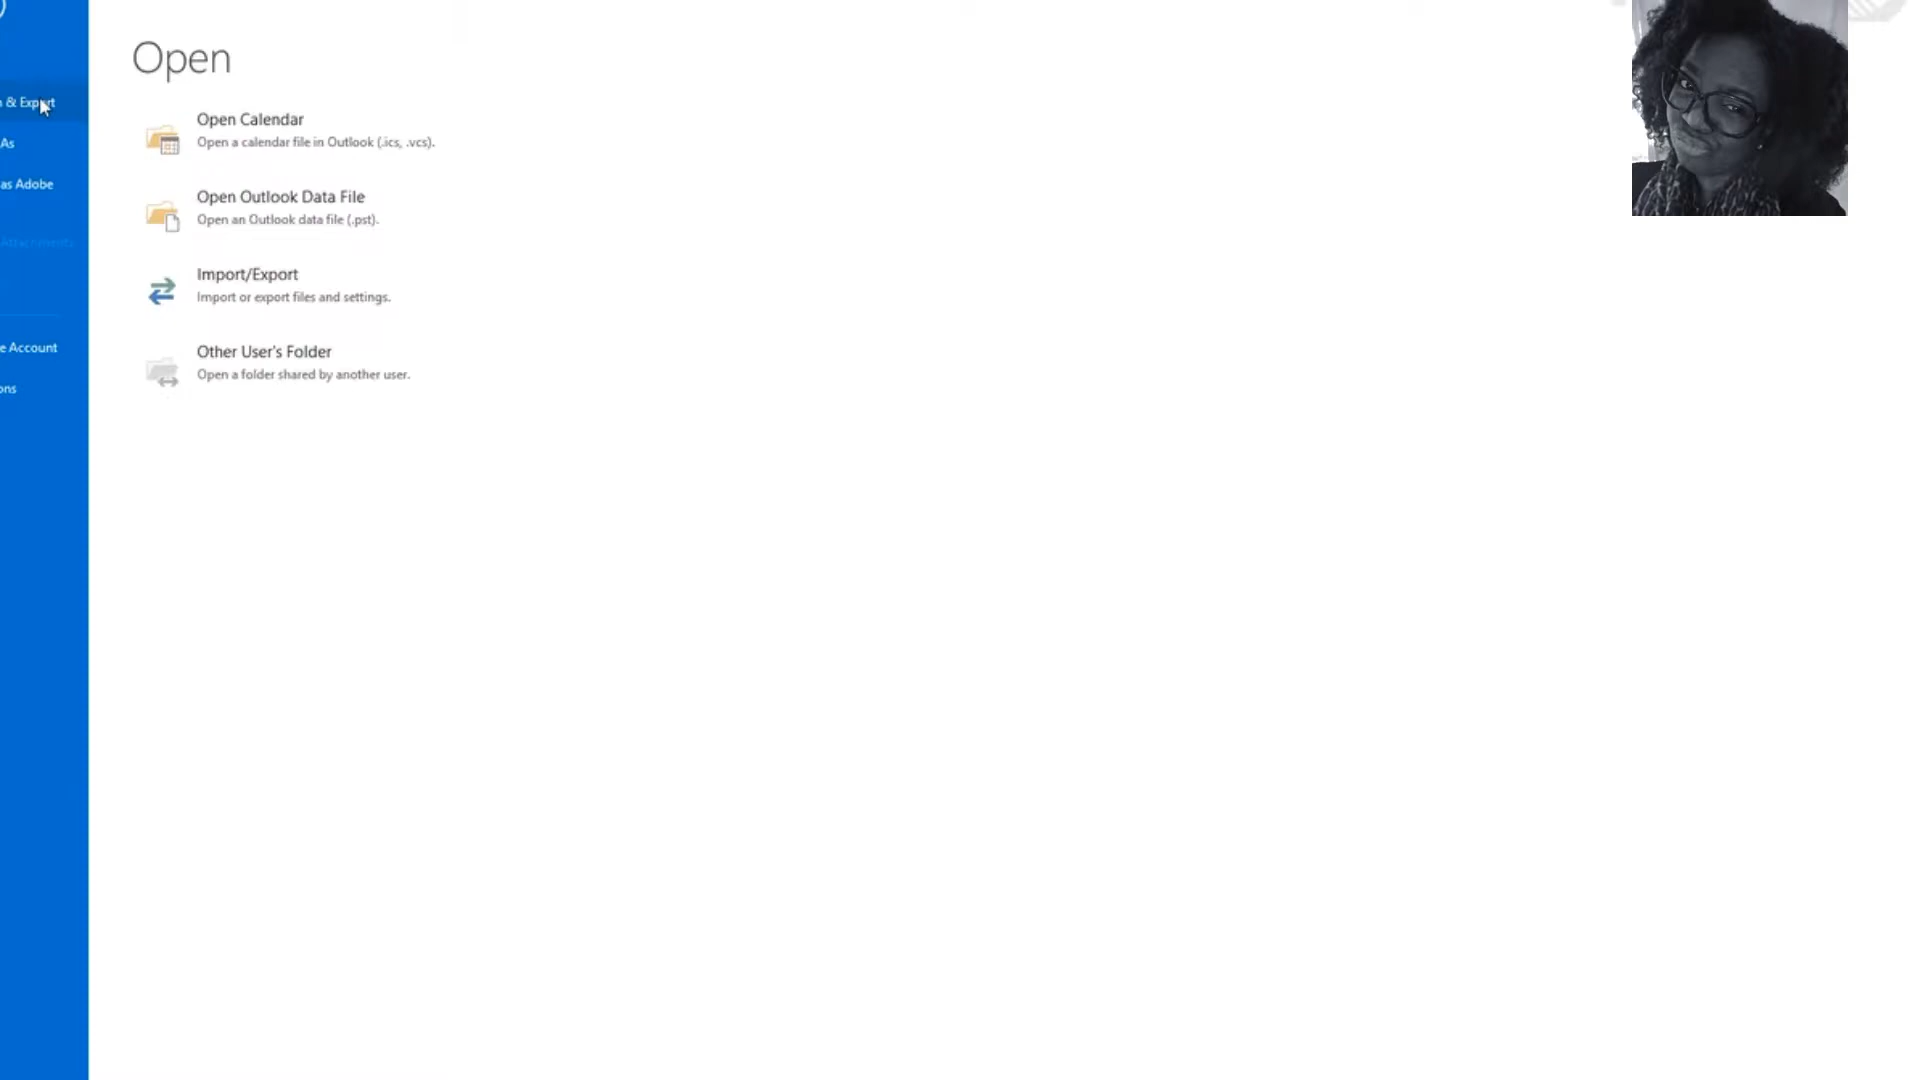 Open
& Export
As
as Adobe
Attachments
e Account
ons
Open Calendar
Open a calendar file in Outlook (.ics, .vcs).
Open Outlook Data File
Open an Outlook data file (.pst).
Import/Export
Import or export files and settings.
Other User's Folder
Open a folder shared by another user.